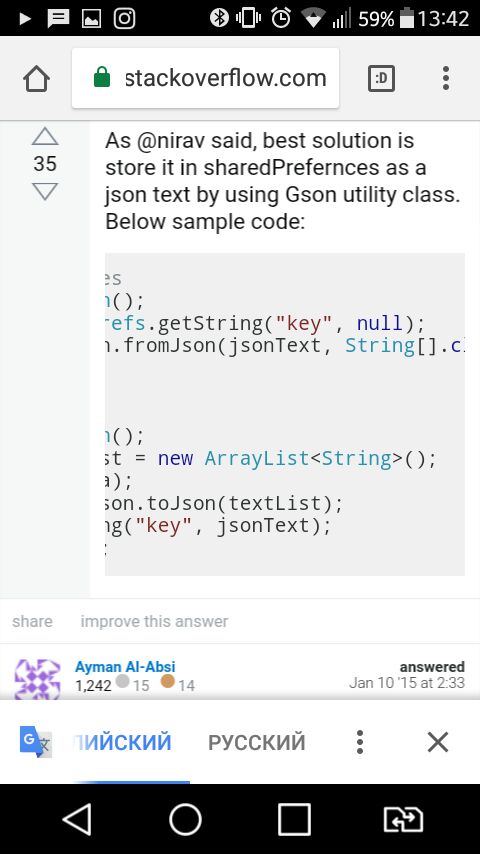 59% 13:42
stackoverflow.com
:D
35
As @nirav said, best solution is
store it in sharedPrefernces as a
json text by using Gson utility class.
Below sample code:
es
n();
refs.getString("key", null);
n.fromJson(jsonText, String[].cl
n();
st = new ArrayList<String>();
a);
son.toJson(textList);
ng("key", jsonText);
;
share improve this answer
Ayman Al-Absi
answered
1,242 15 14
Jan 10 '15 at 2:33
ЛИЙСКИЙ РУССКИЙ